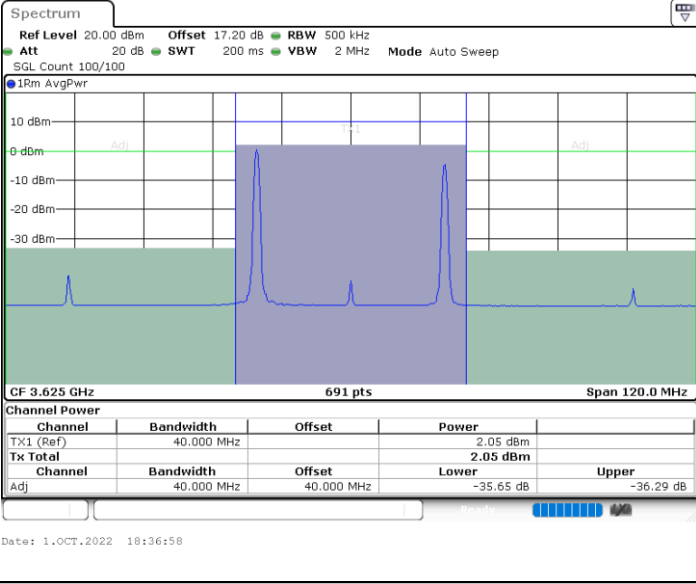 Spectrum
Ref Level 20.00 dBm Offset 17.20 dB RBW 500 kHz
Att 20 dB SWT 200 ms VBW 2 MHz Mode Auto Sweep
SGL Count 100/100
1Rm AvgPwr
10 dBm
TX1
Adj Adj
0 dBm
-10 dBm
-20 dBm
-30 dBm
CF 3.625 GHz 691 pts Span 120.0 MHz
Channel Power
Channel Bandwidth Offset Power
TX1 (Ref) 40.000 MHz 2.05 dBm
Tx Total 2.05 dBm
Channel Bandwidth Offset Lower Upper
Adj 40.000 MHz 40.000 MHz -35.65 dB -36.29 dB
Ready
Date: 1.OCT.2022 18:36:58